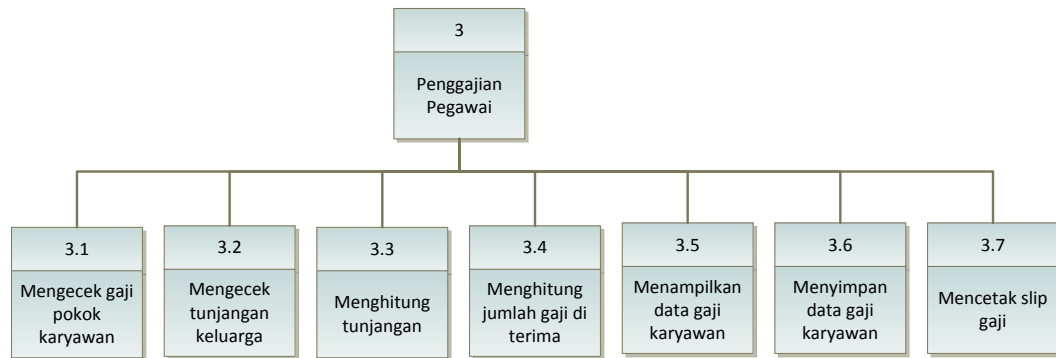 3
Penggajian
Pegawai
3.1
Mengecek gaji
pokok
karyawan
3.2
Mengecek
tunjangan
keluarga
3.3
Menghitung
tunjangan
3.4
Menghitung
jumlah gaji di
terima
3.5
Menampilkan
data gaji
karyawan
3.6
Menyimpan
data gaji
karyawan
3.7
Mencetak slip
gaji